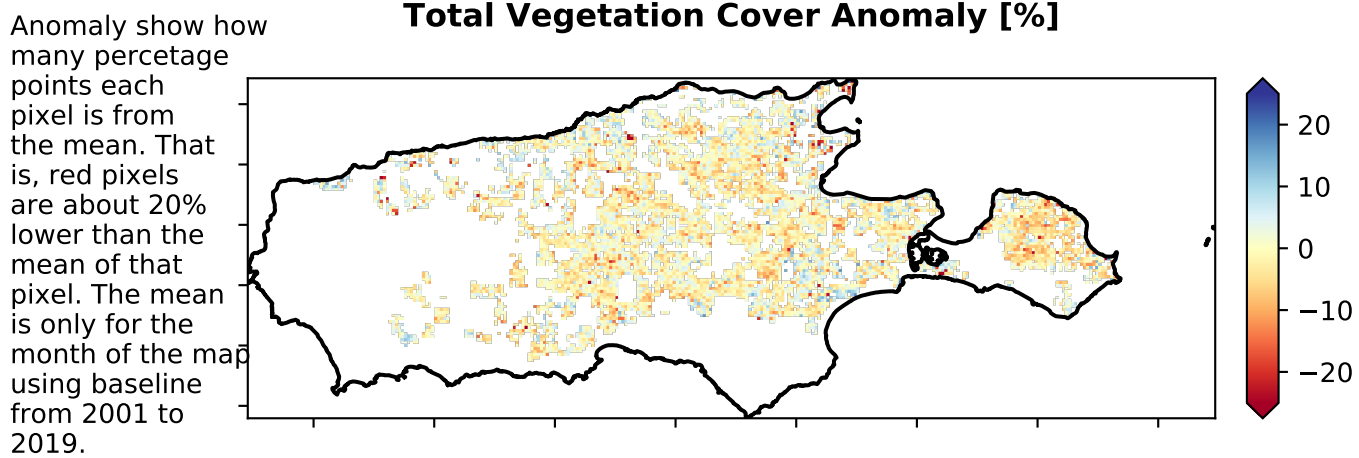 Total Vegetation Cover Anomaly [%]
Anomaly show how
many percetage
points each
pixel is from
the mean. That
is, red pixels
are about 20%
lower than the
mean of that
pixel. The mean
is only for the
month of the map
using baseline
from 2001 to
2019.
20
10
0
−10
−20